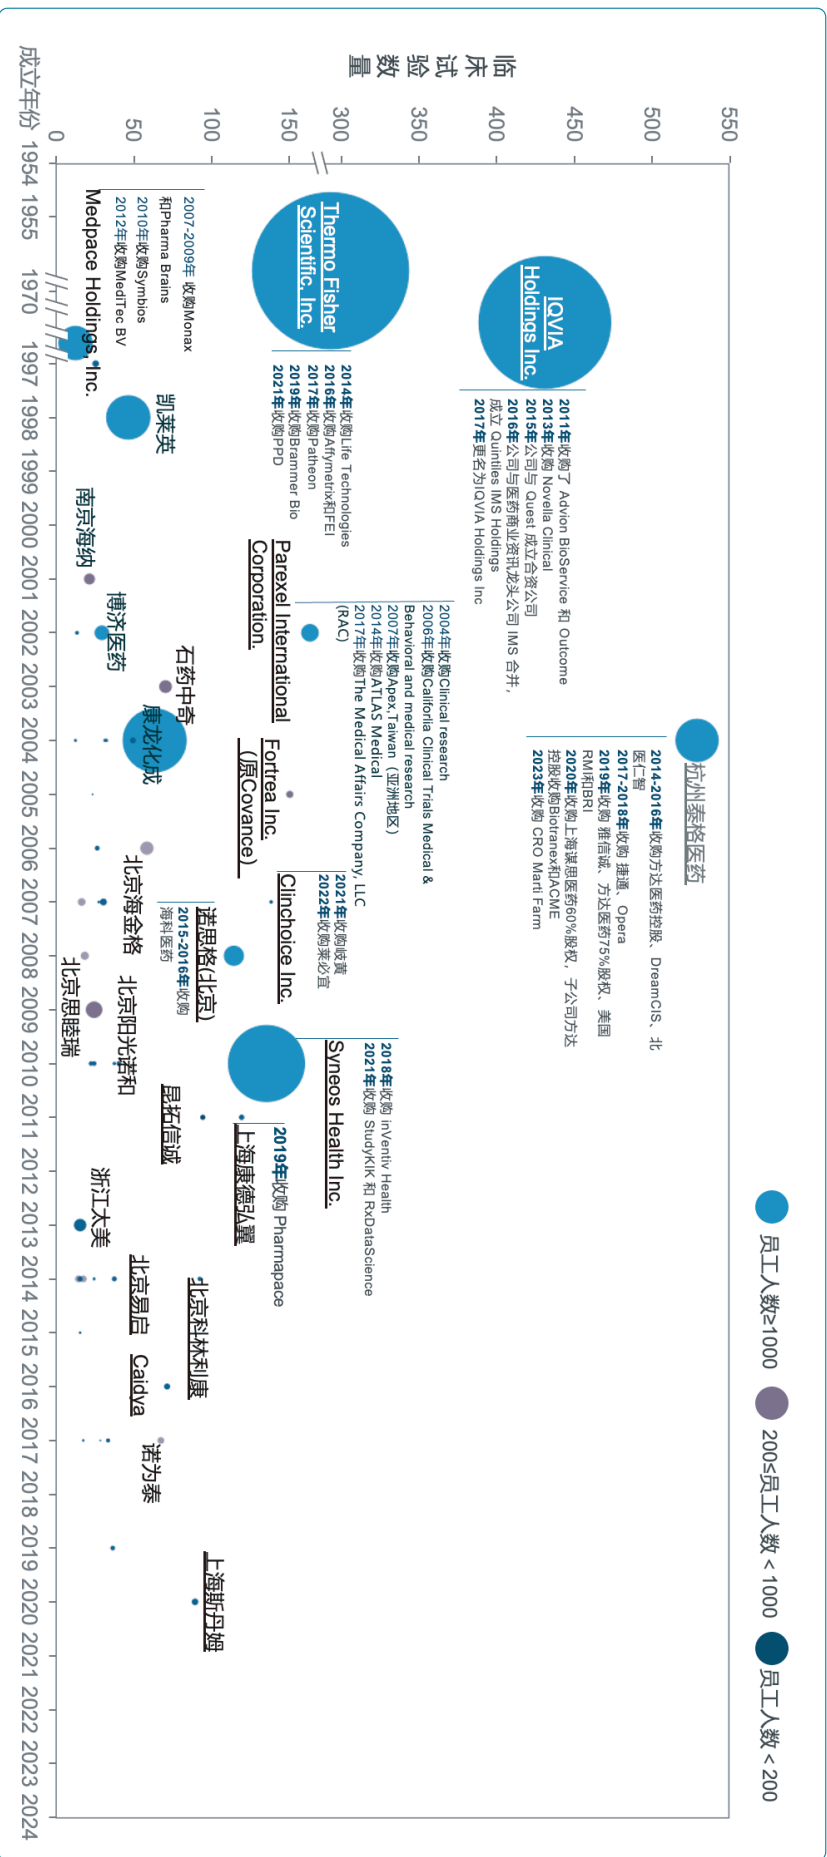 员工人数≥1000
200≤员工人数＜1000
员工人数＜200
临床试验数量
550
500
450
400
350
300
150
100
50
0
成立年份
杭州泰格医药
2014-2016年收购方达医药控股、DreamCIS、北
医仁智
2017-2018年收购 捷通、Opera
2019年收购 雅信诚、方达医药75%股权、美国
RMI和BRI
2020年收购上海谋思医药60%股权，子公司方达
控股收购Biotranex和ACME
2023年收购 CRO Marti Farm
IQVIA
Holdings Inc.
2011年收购了 Advion BioService 和 Outcome
2013年收购 Novella Clinical
2015年公司与 Quest 成立合资公司
2016年公司与医药商业资讯龙头公司 IMS 合并，
成立 Quintiles IMS Holdings
2017年更名为IQVIA Holdings Inc
Thermo Fisher
Scientific, Inc.
2014年收购Life Technologies
2016年收购Affymetrix和FEI
2017年收购Patheon
2019年收购Brammer Bio
2021年收购PPD
2004年收购Clinical research
2006年收购Califorlia Clinical Trials Medical &
Behavioral and medical research
2007年收购Apex,Taiwan（亚洲地区）
2014年收购ATLAS Medical
2017年收购The Medical Affairs Company, LLC
(RAC)
Parexel International
Corporation.
Fortrea Inc.
（原Covance)
2021年收购岐黄
2022年收购莱必宜
Clinchoice Inc.
2018年收购 inVentiv Health
2021年收购 StudyKIK 和 RxDataScience
Syneos Health Inc.
2019年收购 Pharmapace
上海康德弘翼
2007-2009年 收购Monax
和Pharma Brains
2010年收购Symbios
2012年收购MediTec BV
Medpace Holdings, Inc.
凯莱英
南京海纳
博济医药
石药中奇
康龙化成
北京海金格
诺思格(北京)
2015-2016年收购
海科医药
北京思睦瑞
北京阳光诺和
昆拓信诚
浙江太美
北京易启
北京科林利康
Caidya
诺为泰
上海斯丹姆
1954
1955
1970
1997
1998
1999
2000
2001
2002
2003
2004
2005
2006
2007
2008
2009
2010
2011
2012
2013
2014
2015
2016
2017
2018
2019
2020
2021
2022
2023
2024